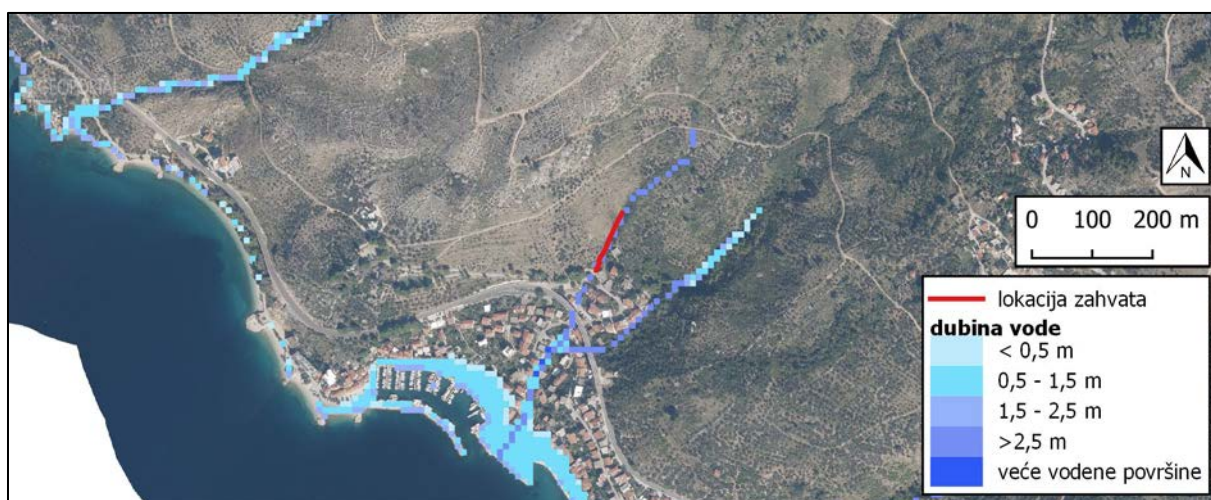 GEOPORTAL
N
0 100 200 m
lokacija zahvata
dubina vode
< 0,5 m
0,5 - 1,5 m
1,5 - 2,5 m
>2,5 m
veće vodene površine